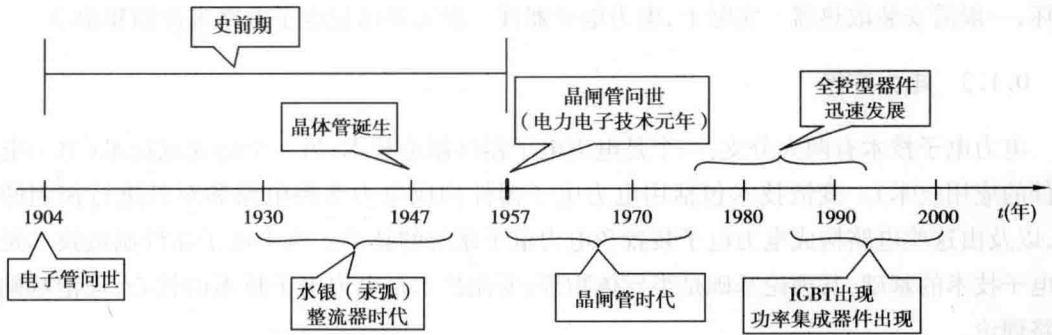 史前期
晶体管诞生
晶闸管问世
(电力电子技术元年)
全控型器件
迅速发展
1904
1930
1947
1957
1970
1980
1990
2000
t(年)
电子管问世
水银(汞弧)
整流器时代
晶闸管时代
IGBT出现
功率集成器件出现
0.1.2